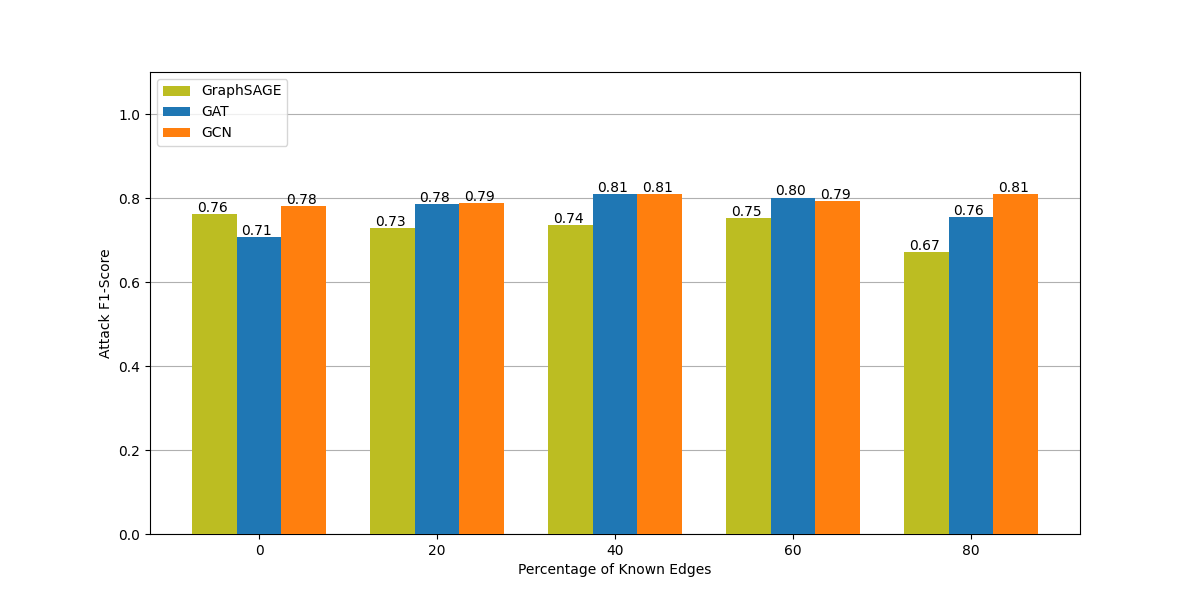 GraphSAGE
GAT
GCN
1.0
0.8
0.6
0.4
0.2
0.0
Attack F1-Score
0.76 0.71 0.78
0.73 0.78 0.79
0.74 0.81 0.81
0.75 0.80 0.79
0.67 0.76 0.81
0 20 40 60 80
Percentage of Known Edges